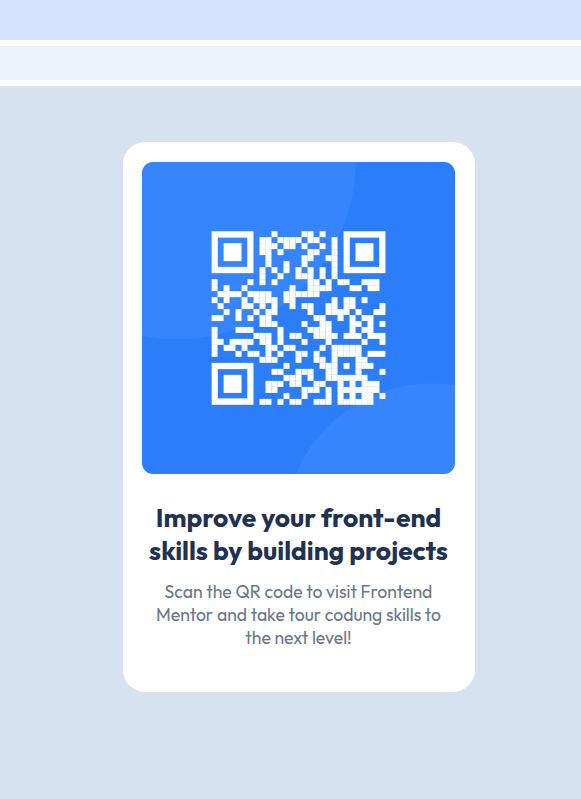 Improve your front-end
skills by building projects
Scan the QR code to visit Frontend
Mentor and take tour codung skills to
the next level!